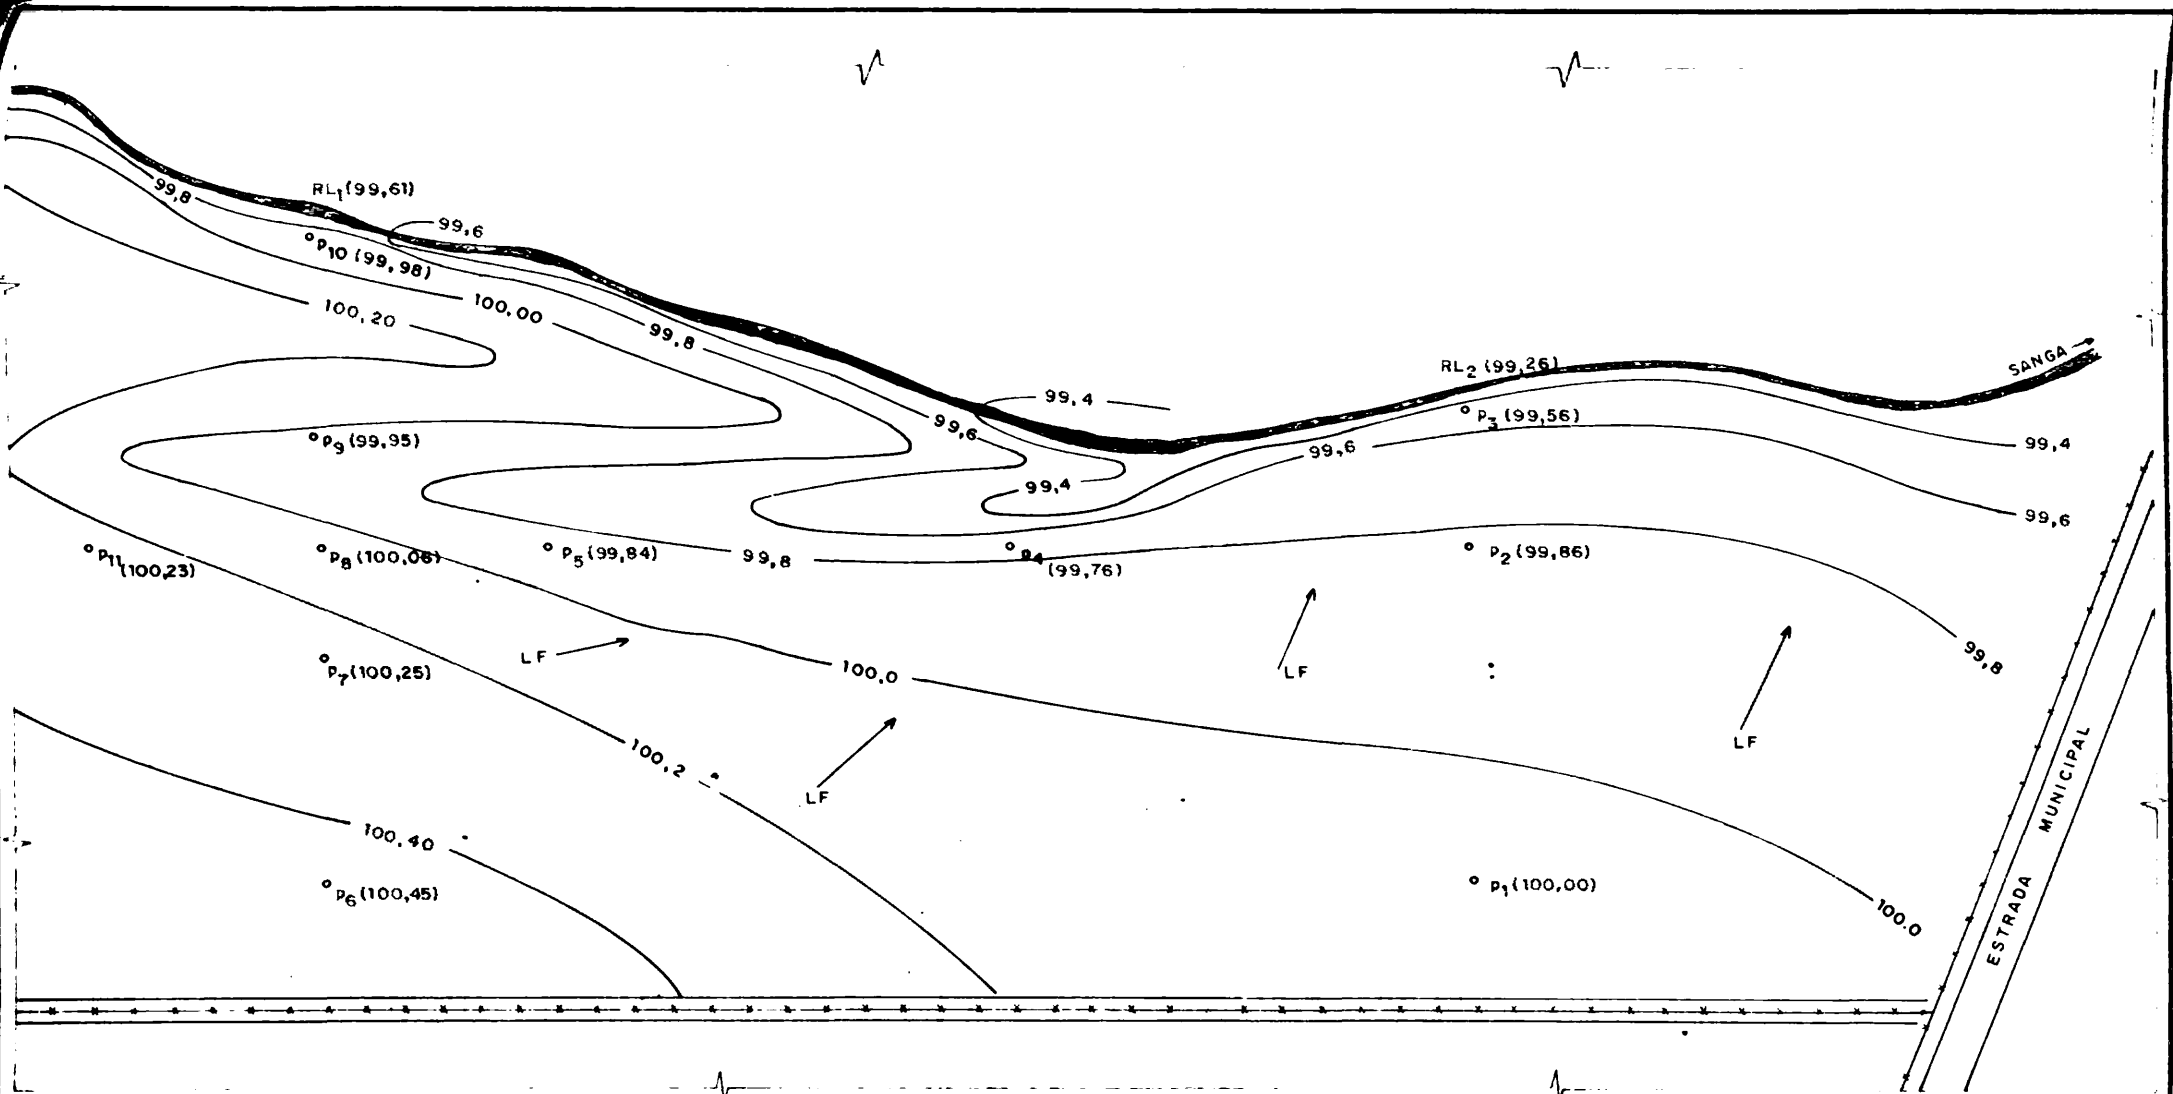 99,8
RL1(99,61)
99,6
P10 (99,98)
100,20
100,00
99,8
RL2 (99,26)
SANGA
99,4
99,6
P3 (99,56)
99,6
99,4
P9 (99,95)
99,4
99,6
P11 (100,23)
P8 (100,06)
P5 (99,84)
99,8
P4
(99,76)
P2 (99,86)
LF
P7 (100,25)
100,0
LF
99,8
100,2
LF
LF
ESTRADA MUNICIPAL
100,40
P6 (100,45)
P1 (100,00)
100.0